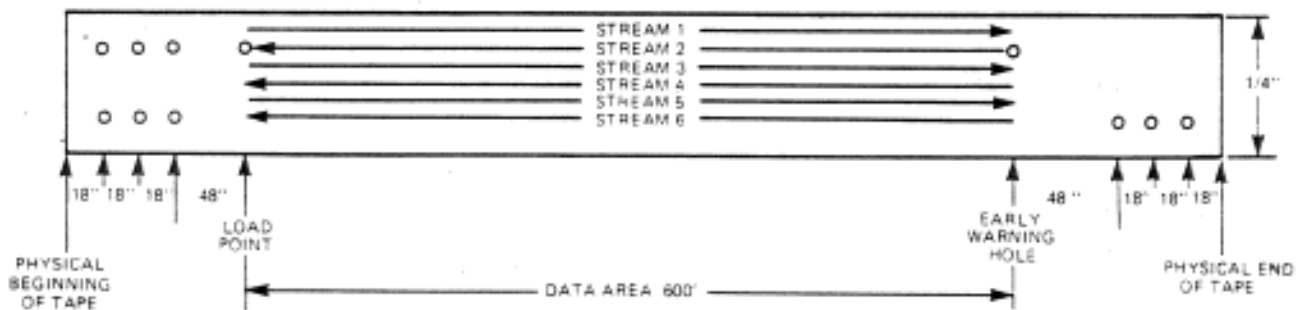 STREAM 1
STREAM 2
STREAM 3
STREAM 4
STREAM 5
STREAM 6
1/4"
18" 18" 18" 48"
48" 18" 18" 18"
LOAD
POINT
EARLY
WARNING
HOLE
PHYSICAL
BEGINNING
OF TAPE
PHYSICAL END
OF TAPE
DATA AREA 600'